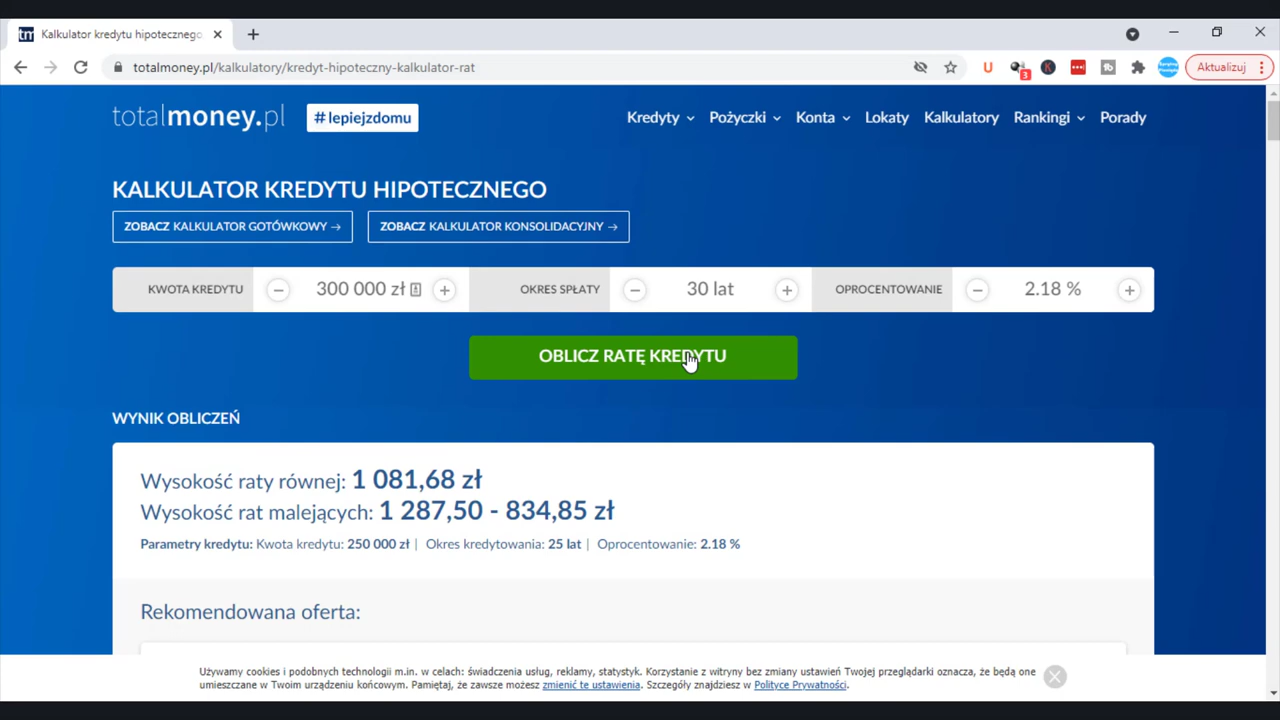 Kalkulator kredytu hipotecznego
totalmoney.pl/kalkulatory/kredyt-hipoteczny-kalkulator-rat
3
Aktualizuj
totalmoney.pl
#lepiejzdomu
Kredyty
Pożyczki
Konta
Lokaty
Kalkulatory
Rankingi
Porady
KALKULATOR KREDYTU HIPOTECZNEGO
ZOBACZ KALKULATOR GOTÓWKOWY →
ZOBACZ KALKULATOR KONSOLIDACYJNY →
KWOTA KREDYTU
300 000 zł
OKRES SPŁATY
30 lat
OPROCENTOWANIE
2.18 %
OBLICZ RATĘ KREDYTU
WYNIK OBLICZEŃ
Wysokość raty równej: 1 081,68 zł
Wysokość rat malejących: 1 287,50 - 834,85 zł
Parametry kredytu: Kwota kredytu: 250 000 zł | Okres kredytowania: 25 lat | Oprocentowanie: 2.18 %
Rekomendowana oferta:
Używamy cookies i podobnych technologii m.in. w celach: świadczenia usług, reklamy, statystyk. Korzystanie z witryny bez zmiany ustawień Twojej przeglądarki oznacza, że będą one
umieszczane w Twoim urządzeniu końcowym. Pamiętaj, że zawsze możesz zmienić te ustawienia. Szczegóły znajdziesz w Polityce Prywatności.